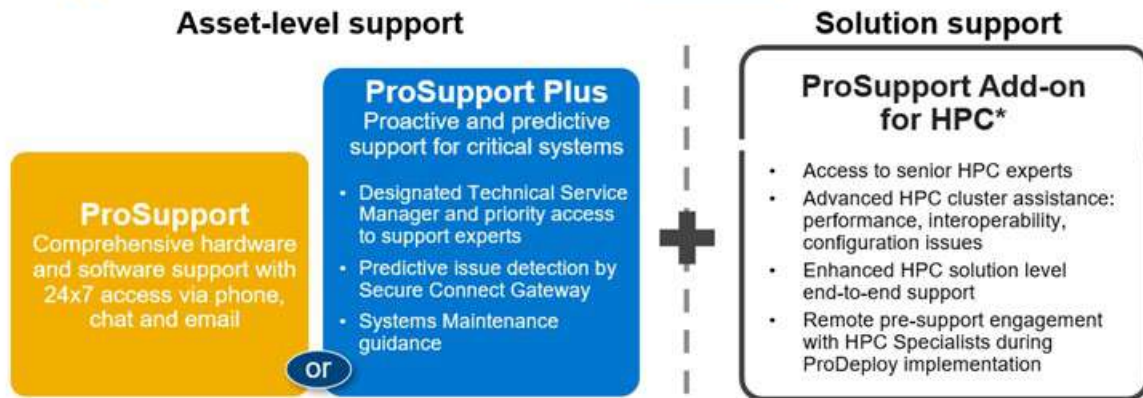 Asset-level support
Solution support
ProSupport
Comprehensive hardware
and software support with
24x7 access via phone,
chat and email
or
ProSupport Plus
Proactive and predictive
support for critical systems
• Designated Technical Service
Manager and priority access
to support experts
• Predictive issue detection by
Secure Connect Gateway
• Systems Maintenance
guidance
ProSupport Add-on
for HPC*
• Access to senior HPC experts
• Advanced HPC cluster assistance:
performance, interoperability,
configuration issues
• Enhanced HPC solution level
end-to-end support
• Remote pre-support engagement
with HPC Specialists during
ProDeploy implementation